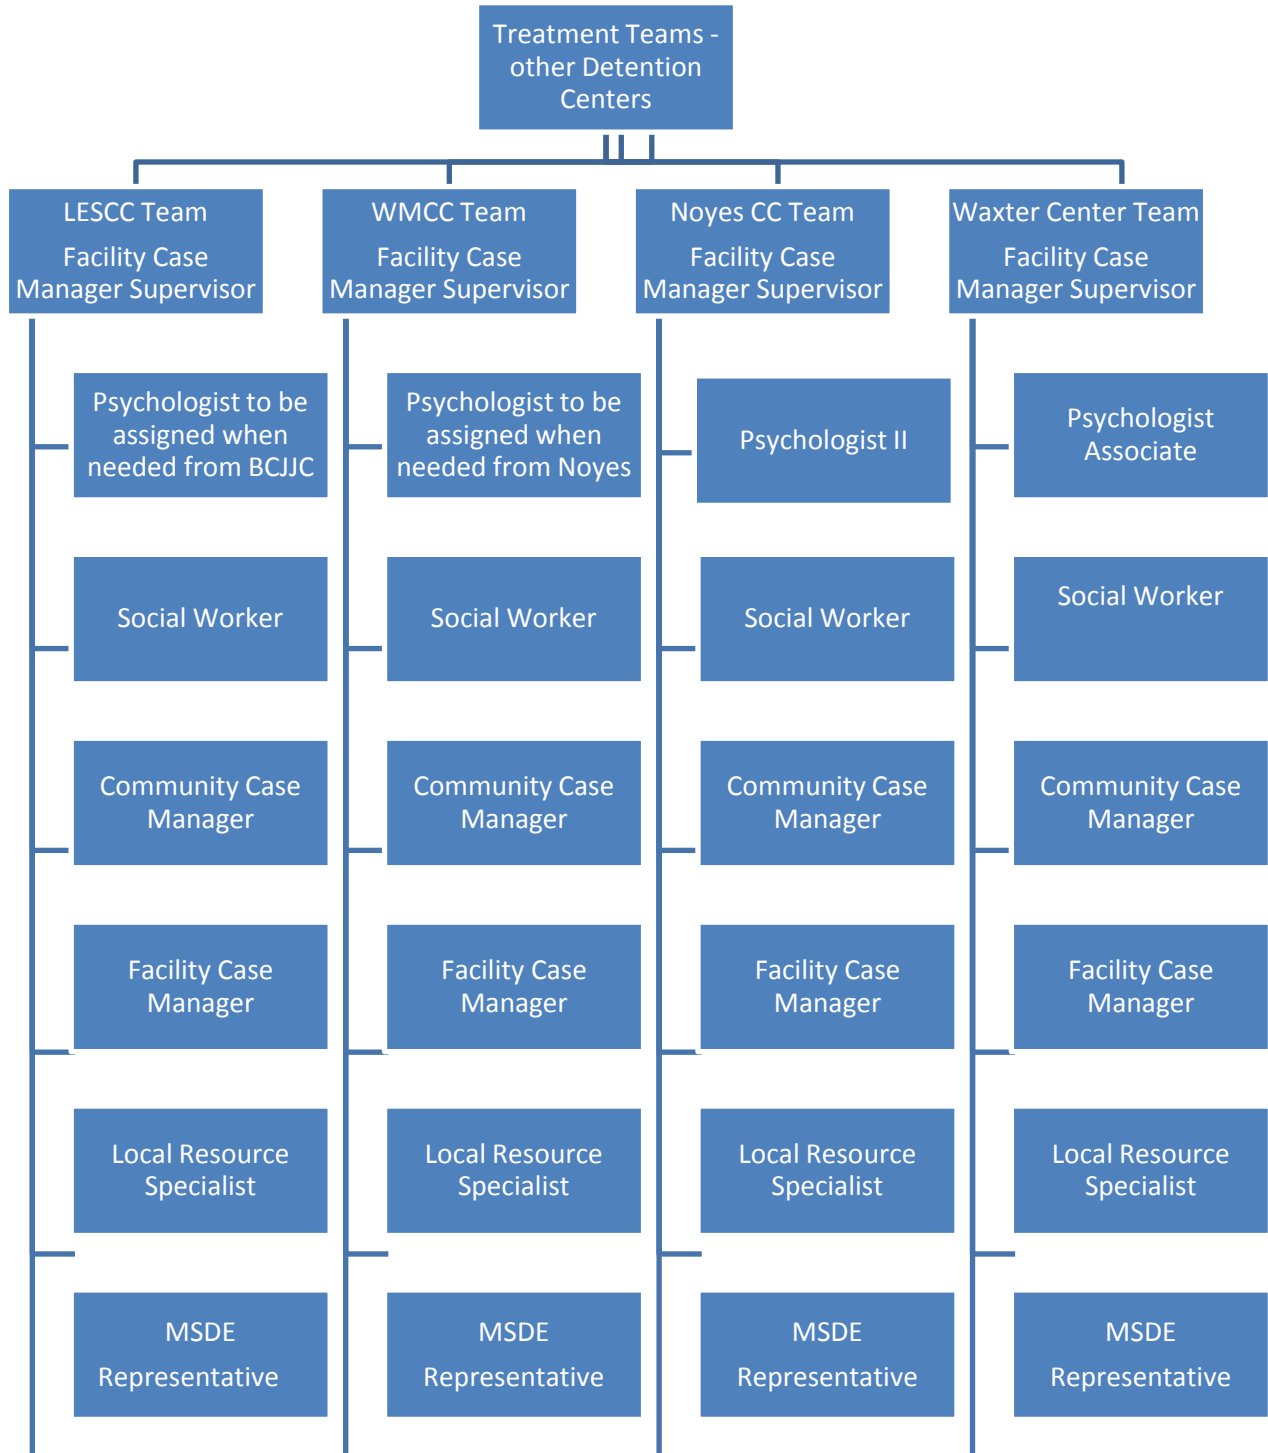 Treatment Teams -
other Detention
Centers
LESCC Team
Facility Case
Manager Supervisor
WMCC Team
Facility Case
Manager Supervisor
Noyes CC Team
Facility Case
Manager Supervisor
Waxter Center Team
Facility Case
Manager Supervisor
Psychologist to be
assigned when
needed from BCJJC
Psychologist to be
assigned when
needed from Noyes
Psychologist II
Psychologist
Associate
Social Worker
Social Worker
Social Worker
Social Worker
Community Case
Manager
Community Case
Manager
Community Case
Manager
Community Case
Manager
Facility Case
Manager
Facility Case
Manager
Facility Case
Manager
Facility Case
Manager
Local Resource
Specialist
Local Resource
Specialist
Local Resource
Specialist
Local Resource
Specialist
MSDE
Representative
MSDE
Representative
MSDE
Representative
MSDE
Representative